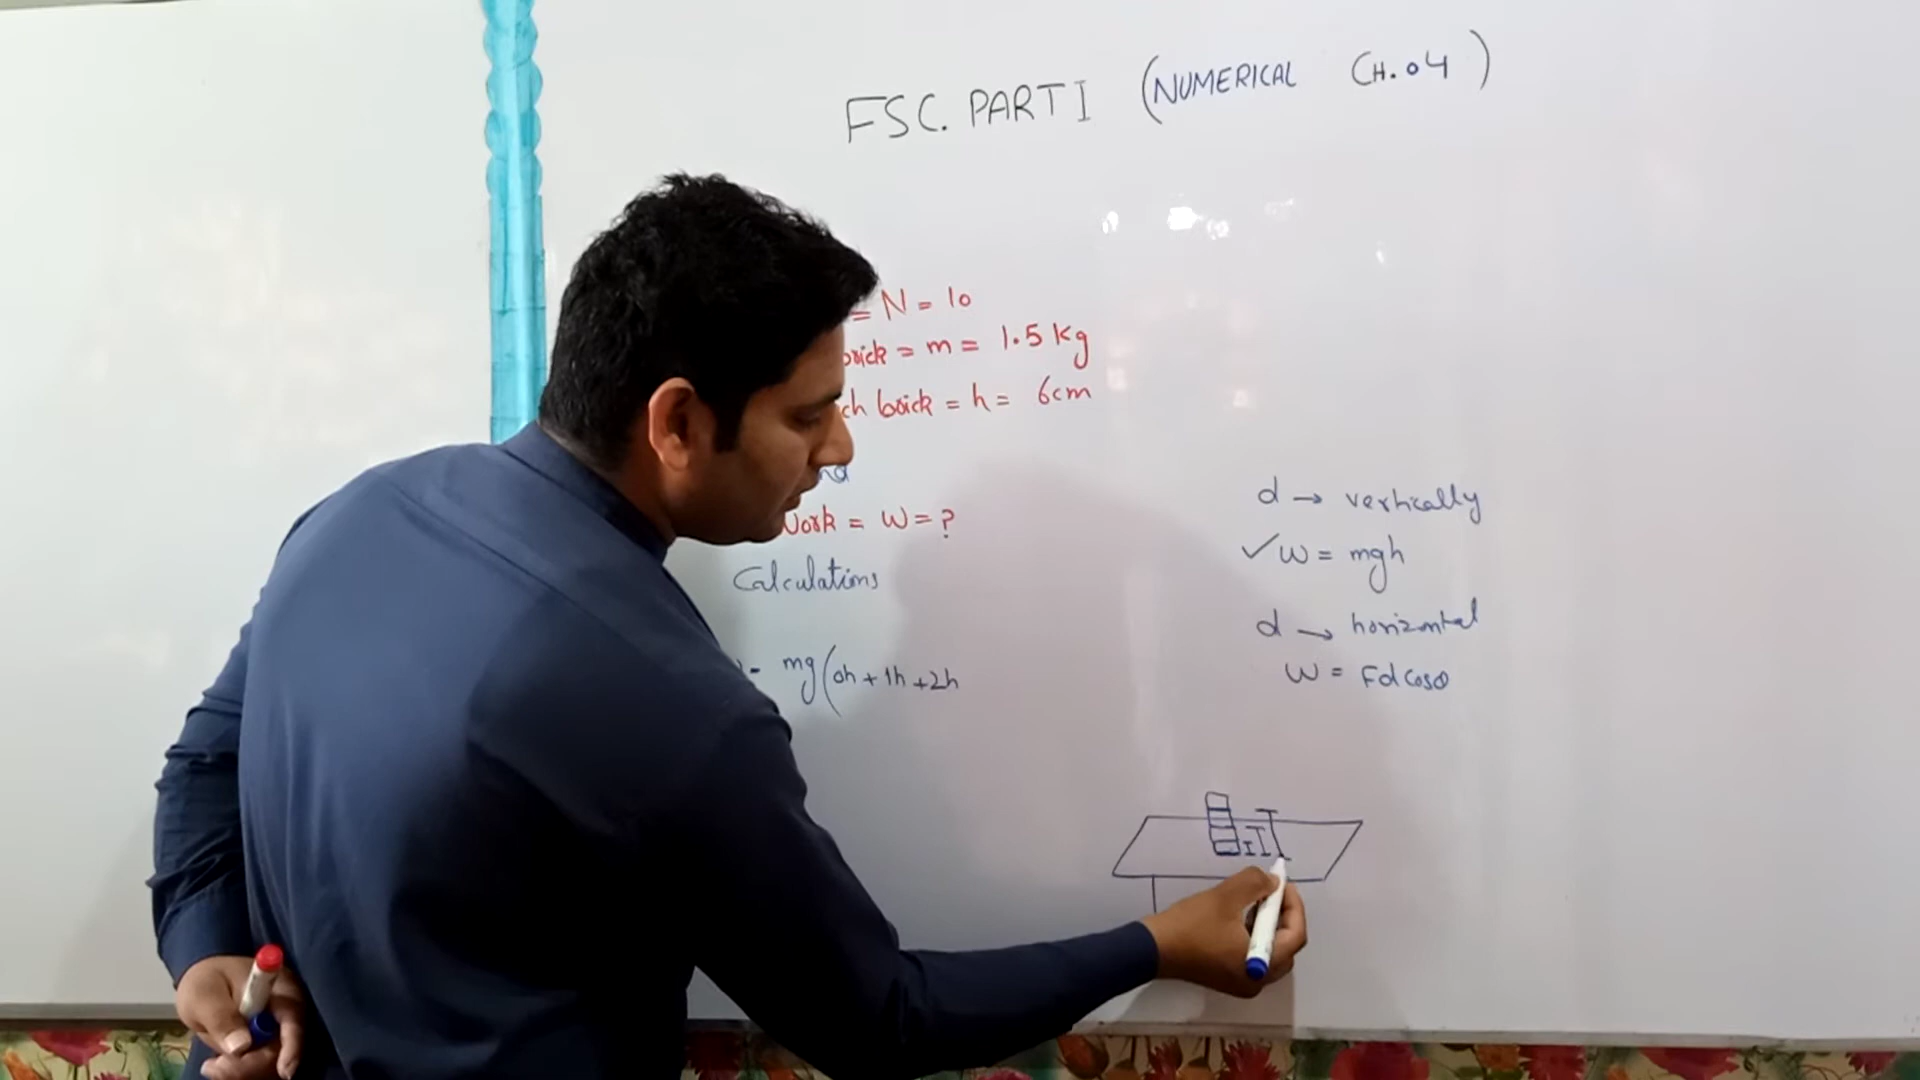 FSC. PART I (NUMERICAL CH.04)
= N = 10
brick = m = 1.5 kg
ch brick = h = 6cm
Work = W = ?
Calculations
= mg(0h + 1h + 2h
d → vertically
✓ W = mgh
d → horizontal
W = Fd cosθ